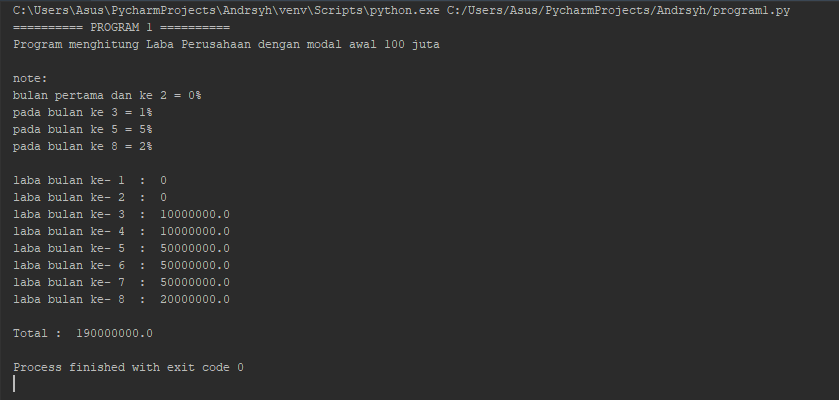 C:\Users\Asus\PycharmProjects\Andrsyh\venv\Scripts\python.exe C:/Users/Asus/PycharmProjects/Andrsyh/program1.py
========== PROGRAM 1 ==========
Program menghitung Laba Perusahaan dengan modal awal 100 juta
note:
bulan pertama dan ke 2 = 0%
pada bulan ke 3 = 1%
pada bulan ke 5 = 5%
pada bulan ke 8 = 2%
laba bulan ke- 1  :  0
laba bulan ke- 2  :  0
laba bulan ke- 3  :  10000000.0
laba bulan ke- 4  :  10000000.0
laba bulan ke- 5  :  50000000.0
laba bulan ke- 6  :  50000000.0
laba bulan ke- 7  :  50000000.0
laba bulan ke- 8  :  20000000.0
Total :  190000000.0
Process finished with exit code 0